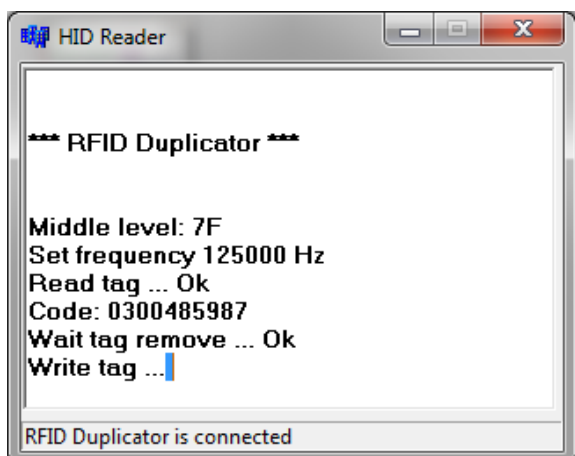 HID Reader
*** RFID Duplicator ***
Middle level: 7F
Set frequency 125000 Hz
Read tag ... Ok
Code: 0300485987
Wait tag remove ... Ok
Write tag ...
RFID Duplicator is connected